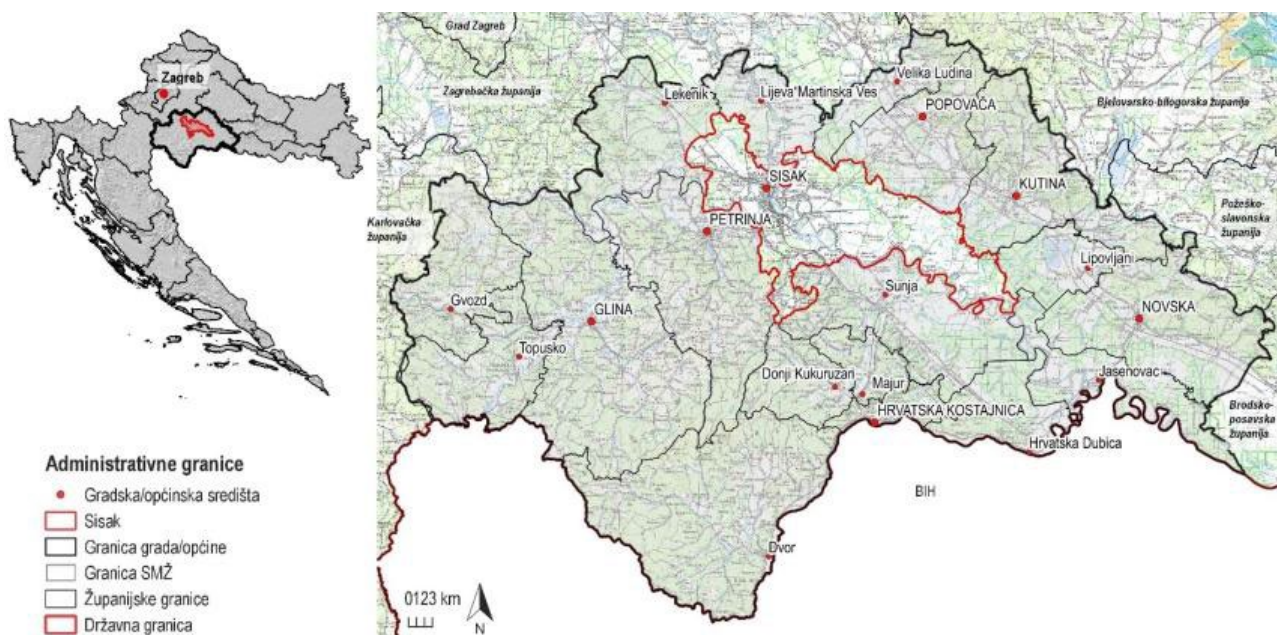 Zagreb
Administrativne granice
Gradska/općinska središta
Sisak
Granica grada/općine
Granica SMŽ
Županijske granice
Državna granica
Grad Zagreb
Zagrebačka županija
Lekenik
Lijeva Martinska Ves
Velika Ludina
POPOVAČA
Bjelovarsko-bilogorska županija
SISAK
KUTINA
PETRINJA
Karlovačka
županija
Požeško-
slavonska
županija
Lipovljani
Sunja
Gvozd
GLINA
NOVSKA
Topusko
Donji Kukuruzan
Majur
Jasenovac
HRVATSKA KOSTAJNICA
Brodsko-
posavska
županija
Hrvatska Dubica
BIH
Dvor
0123 km
N